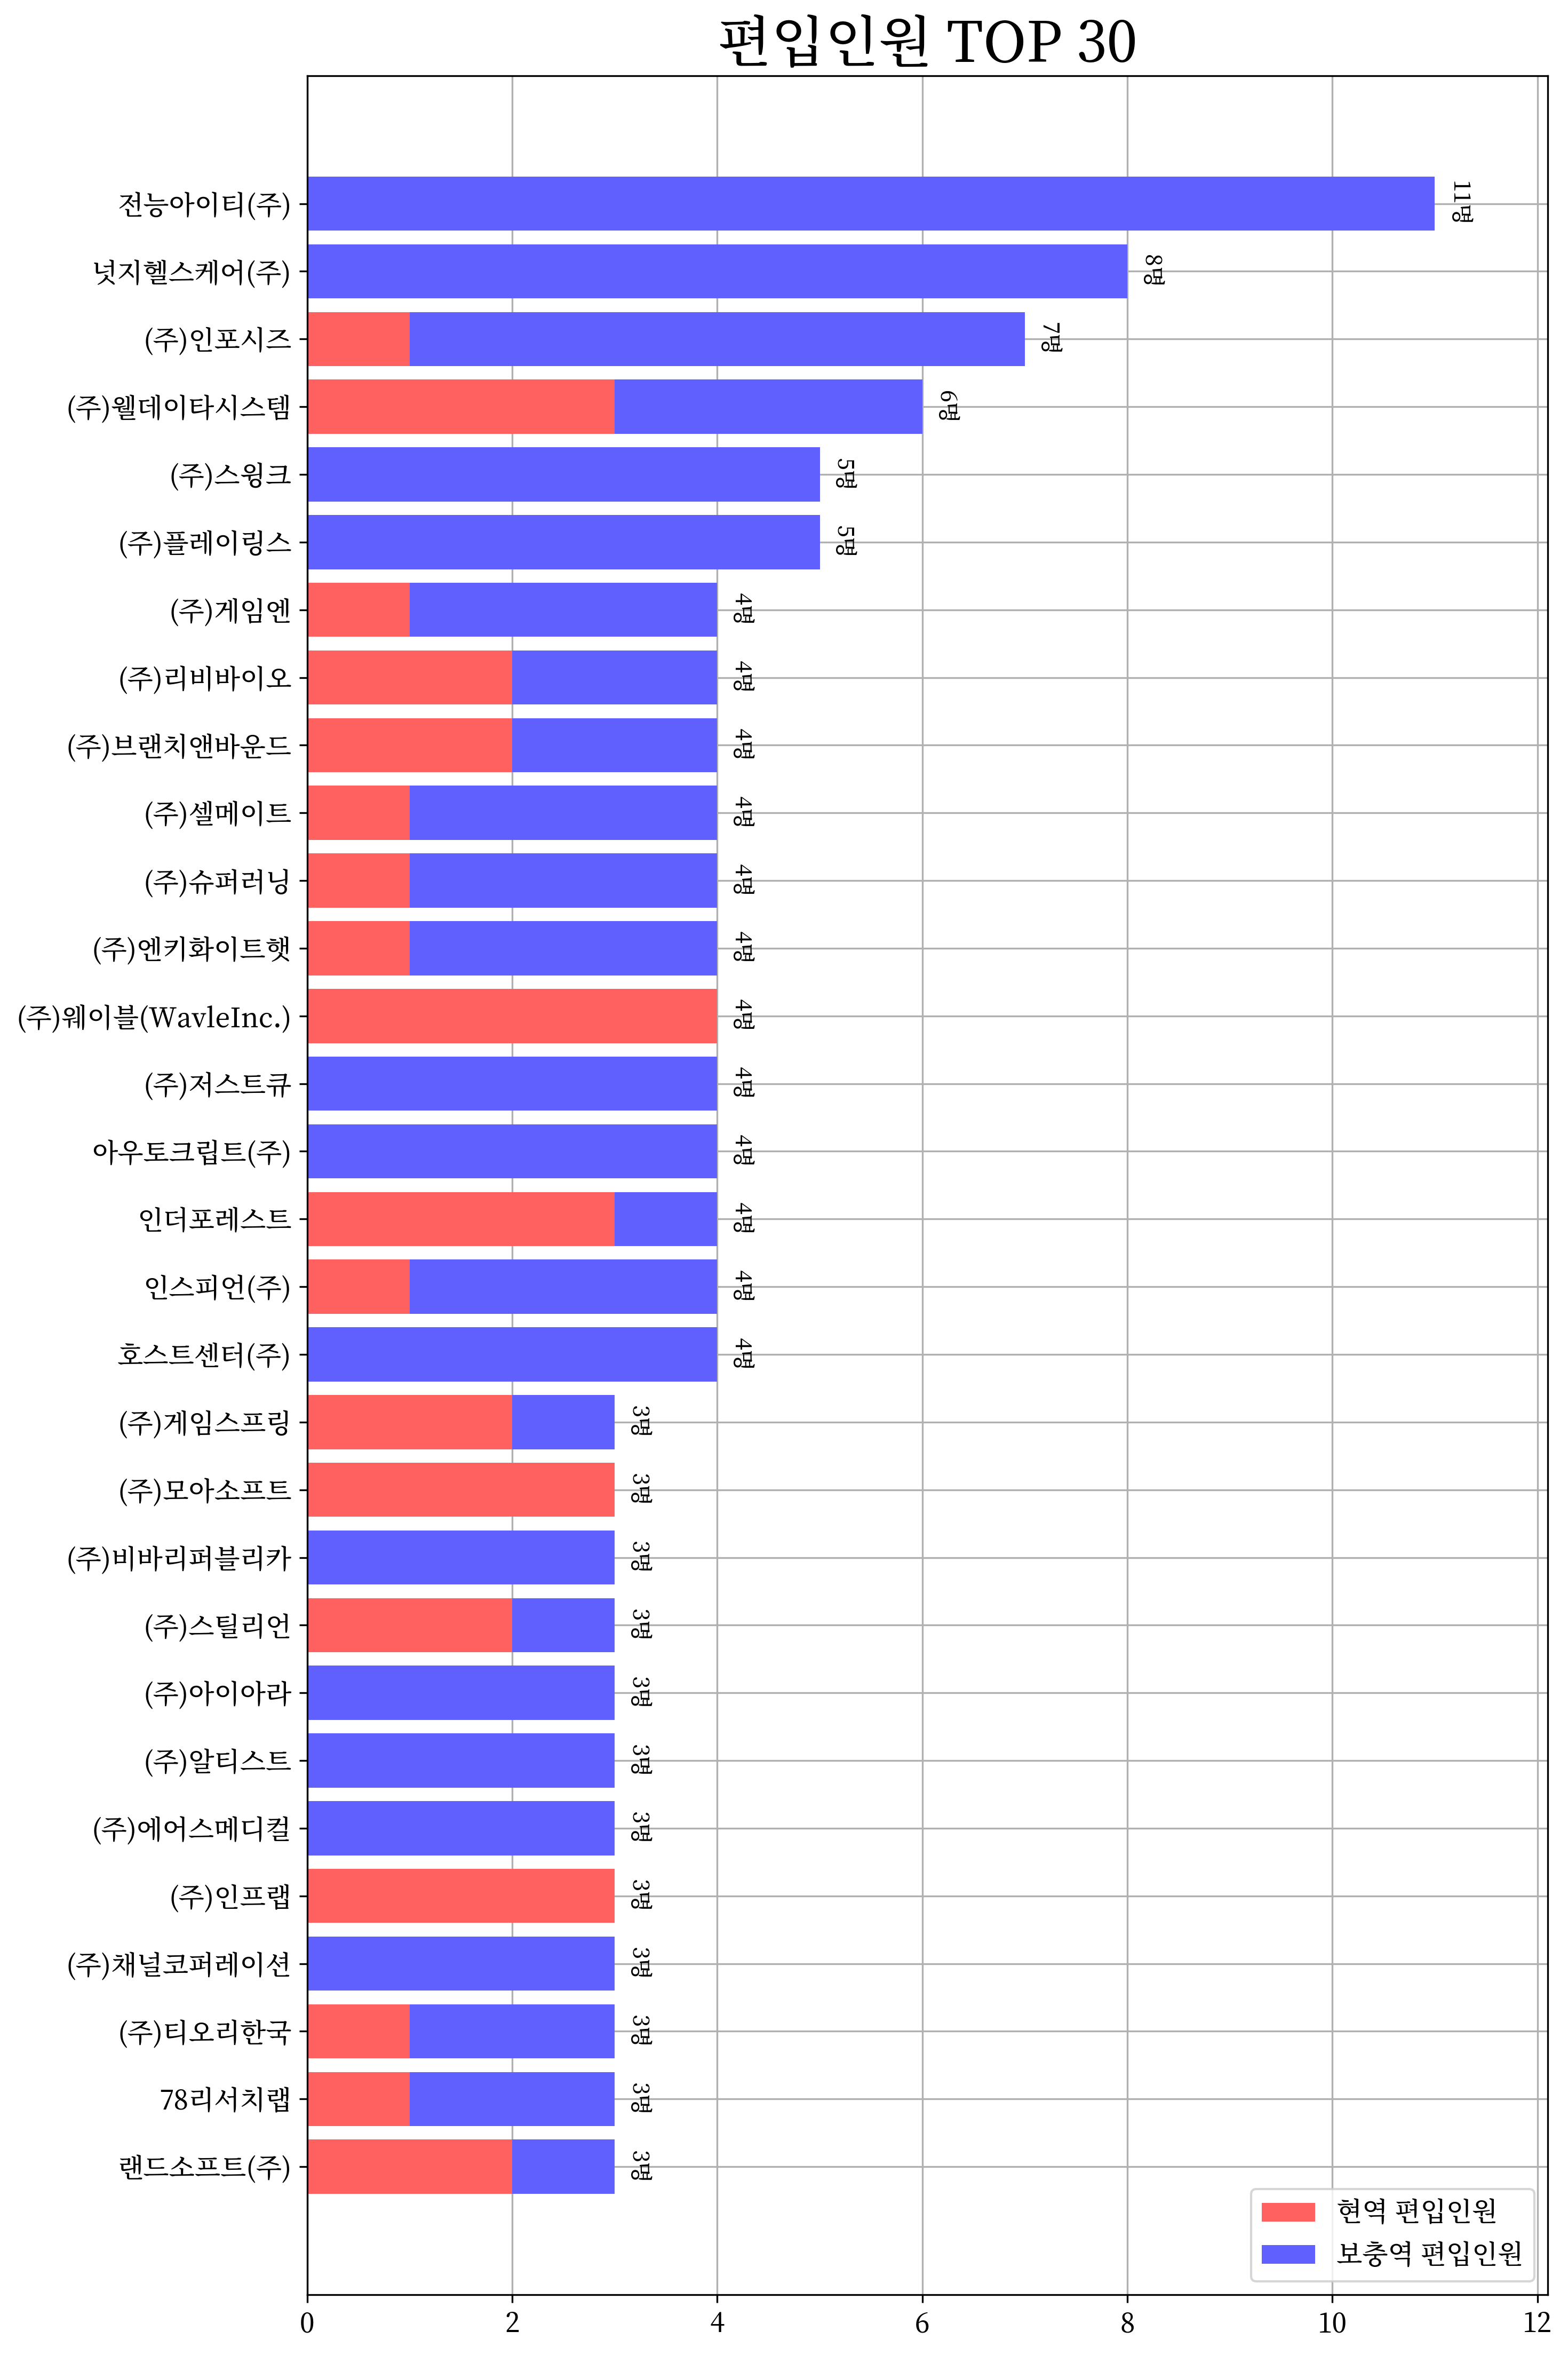 편입인원 TOP 30
전능아이티(주) 11명
넛지헬스케어(주) 8명
(주)인포시즈 7명
(주)웰데이타시스템 6명
(주)스윙크 5명
(주)플레이링스 5명
(주)게임엔 4명
(주)리비바이오 4명
(주)브랜치앤바운드 4명
(주)셀메이트 4명
(주)슈퍼러닝 4명
(주)엔키화이트햇 4명
(주)웨이블(WavleInc.) 4명
(주)저스트큐 4명
아우토크립트(주) 4명
인더포레스트 4명
인스피언(주) 4명
호스트센터(주) 4명
(주)게임스프링 3명
(주)모아소프트 3명
(주)비바리퍼블리카 3명
(주)스틸리언 3명
(주)아이아라 3명
(주)알티스트 3명
(주)에어스메디컬 3명
(주)인프랩 3명
(주)채널코퍼레이션 3명
(주)티오리한국 3명
78리서치랩 3명
랜드소프트(주) 3명
현역 편입인원
보충역 편입인원
0 2 4 6 8 10 12